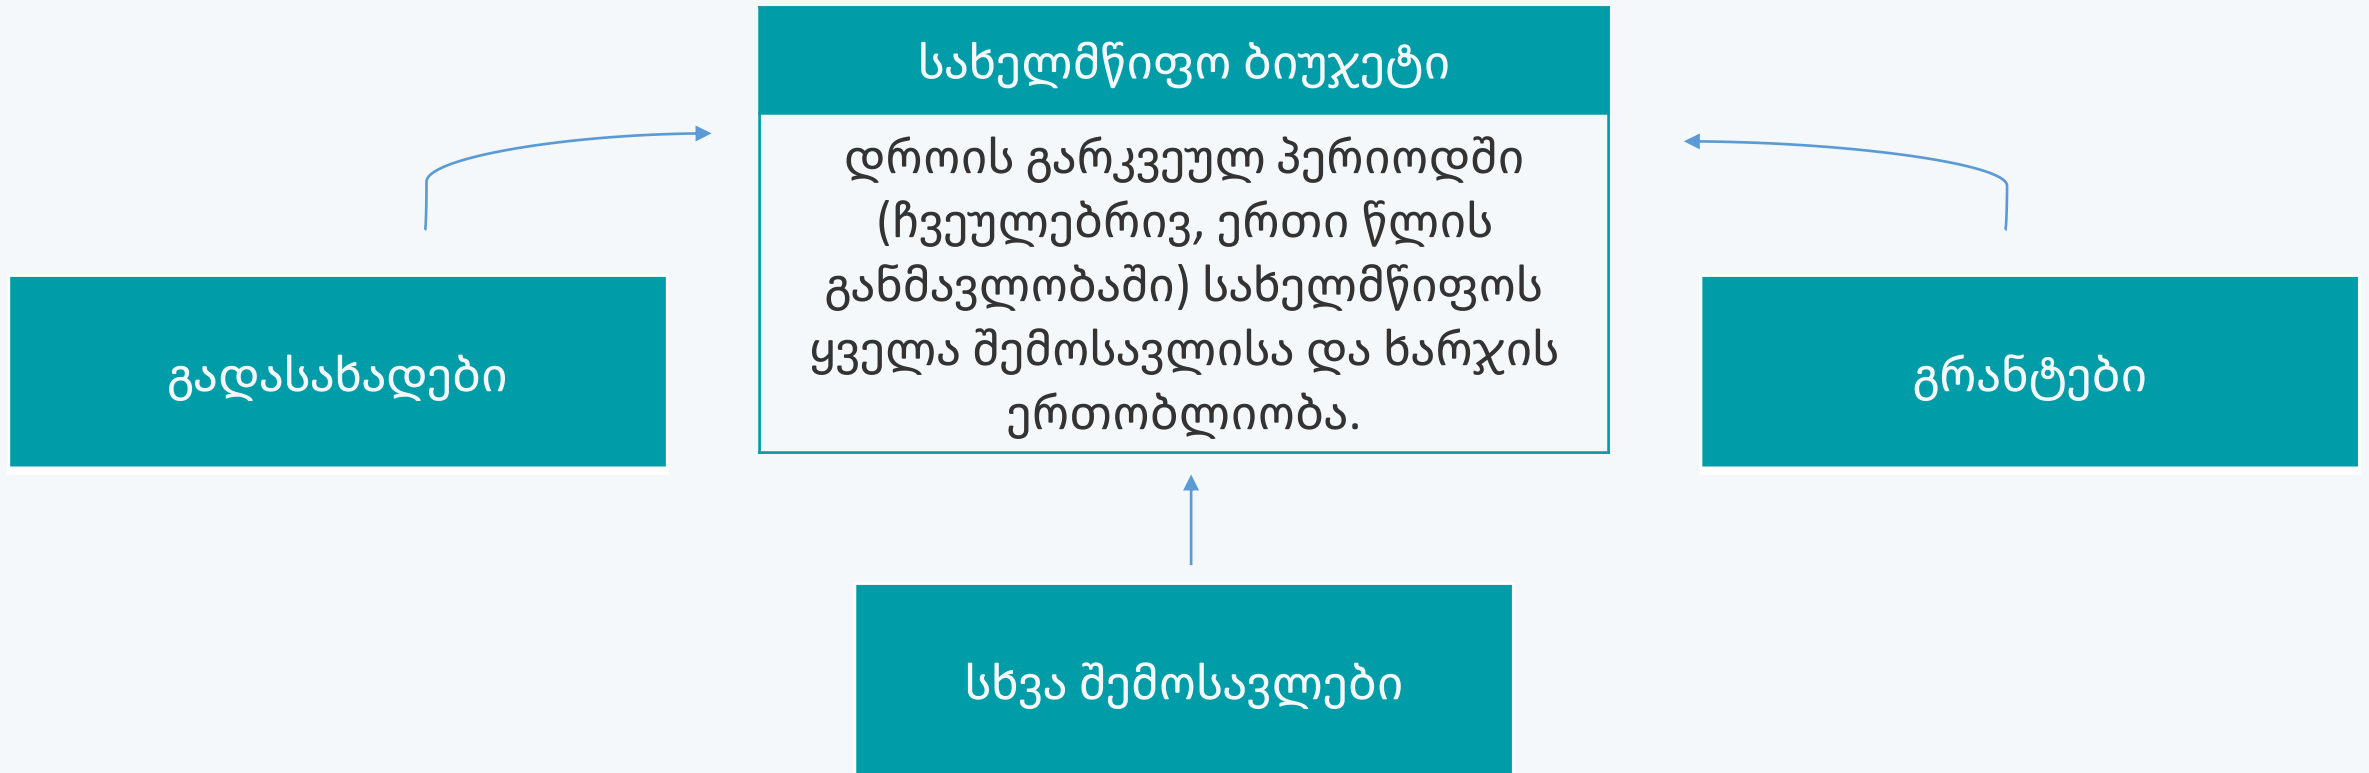 სახელმწიფო ბიუჯეტი
დროის გარკვეულ პერიოდში
(ჩვეულებრივ, ერთი წლის
განმავლობაში) სახელმწიფოს
ყველა შემოსავლისა და ხარჯის
ერთობლიობა.
გადასახადები
გრანტები
სხვა შემოსავლები